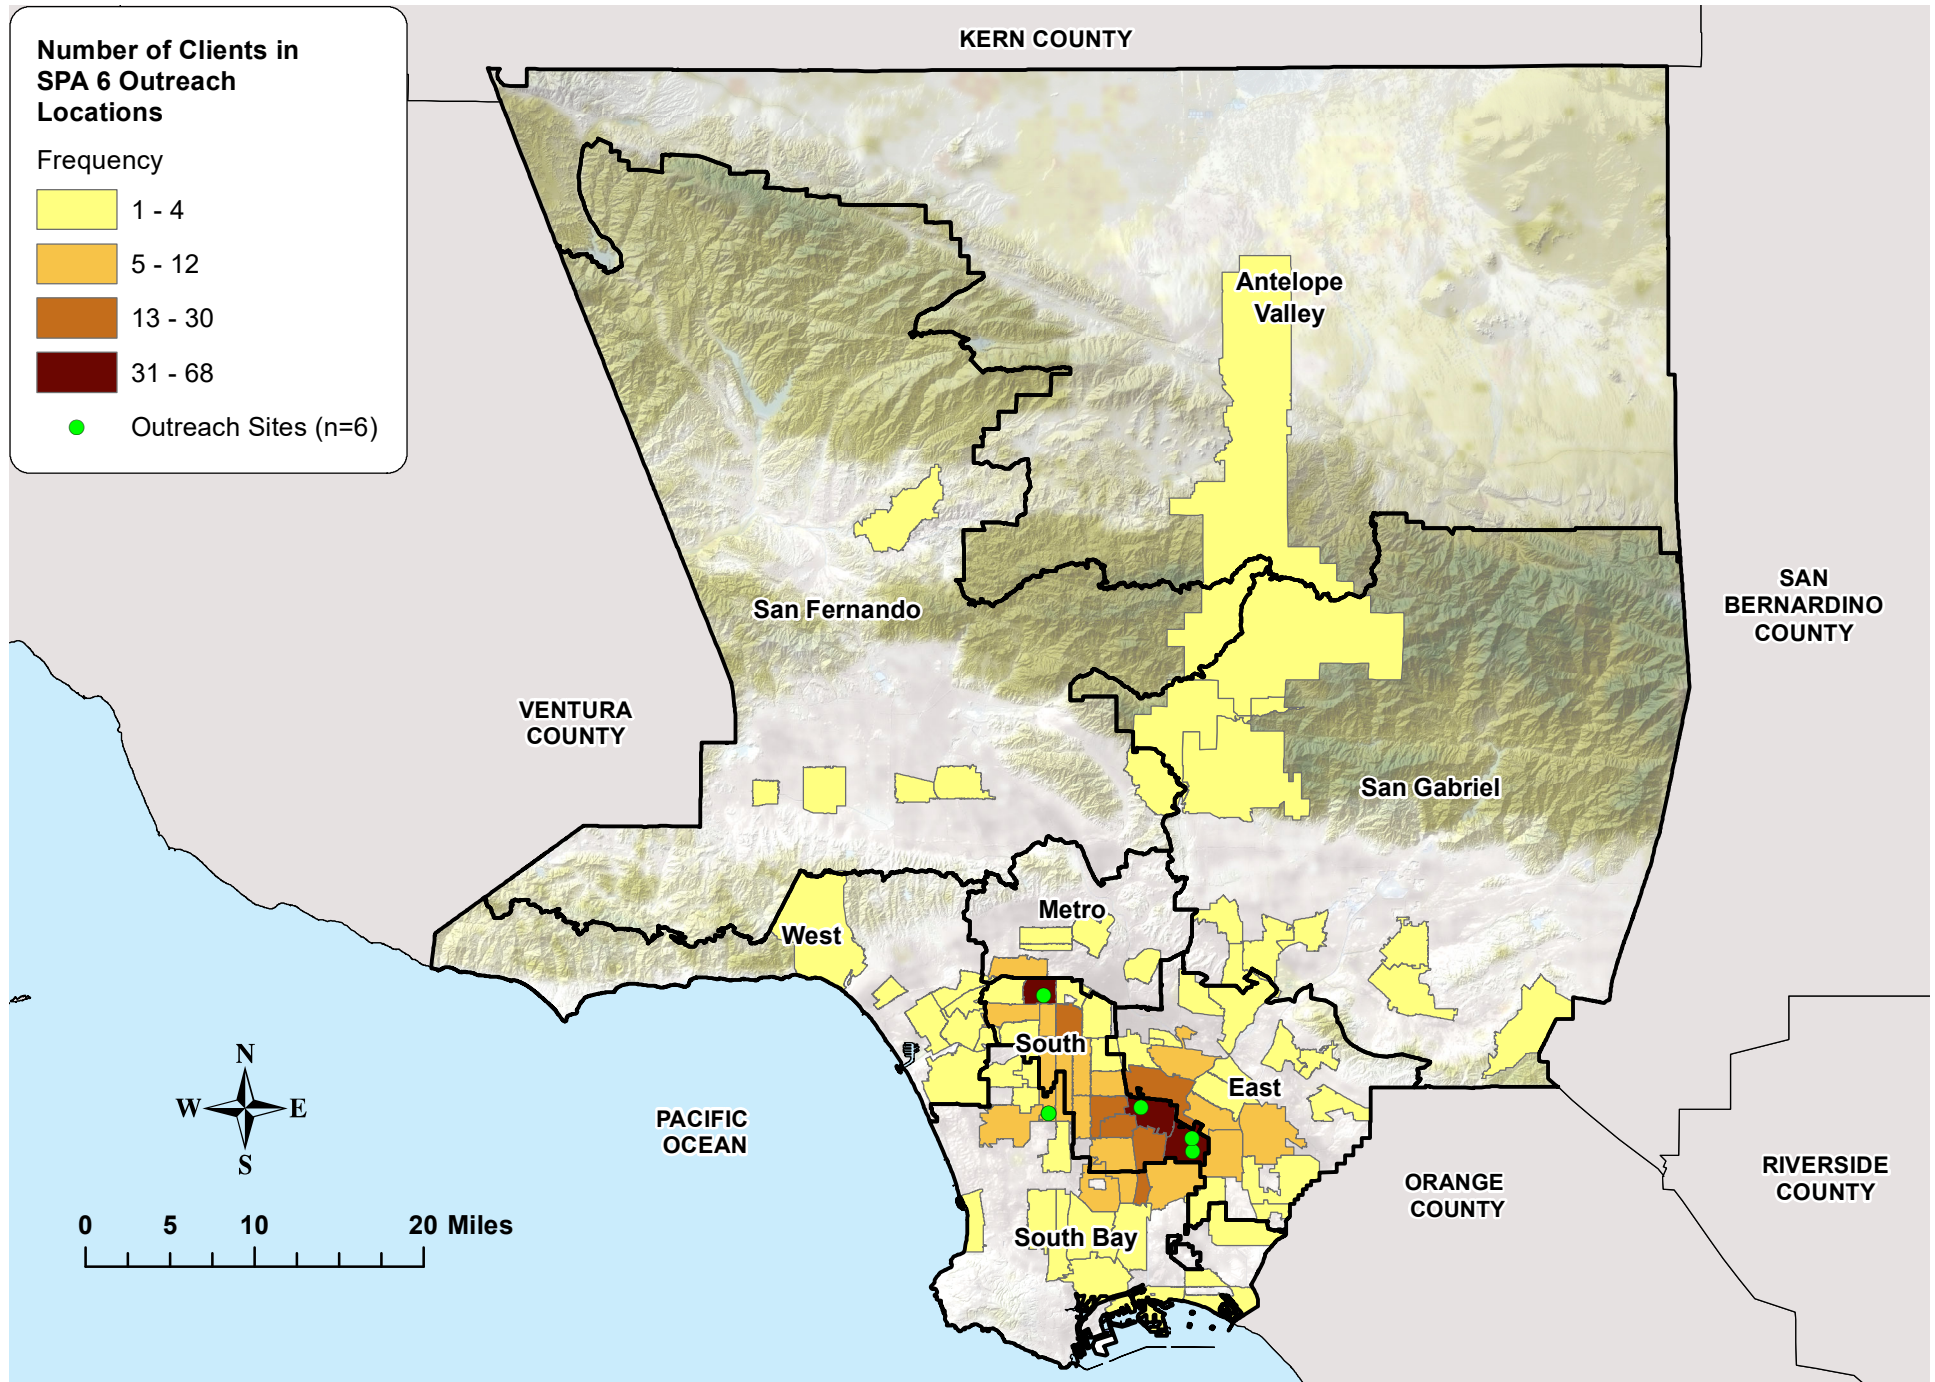 Number of Clients in
SPA 6 Outreach
Locations
Frequency
1 - 4
5 - 12
13 - 30
31 - 68
Outreach Sites (n=6)
KERN COUNTY
Antelope
Valley
San Fernando
SAN
BERNARDINO
COUNTY
VENTURA
COUNTY
San Gabriel
Metro
West
South
East
N
W
E
S
PACIFIC
OCEAN
ORANGE
COUNTY
RIVERSIDE
COUNTY
South Bay
0 5 10 20 Miles